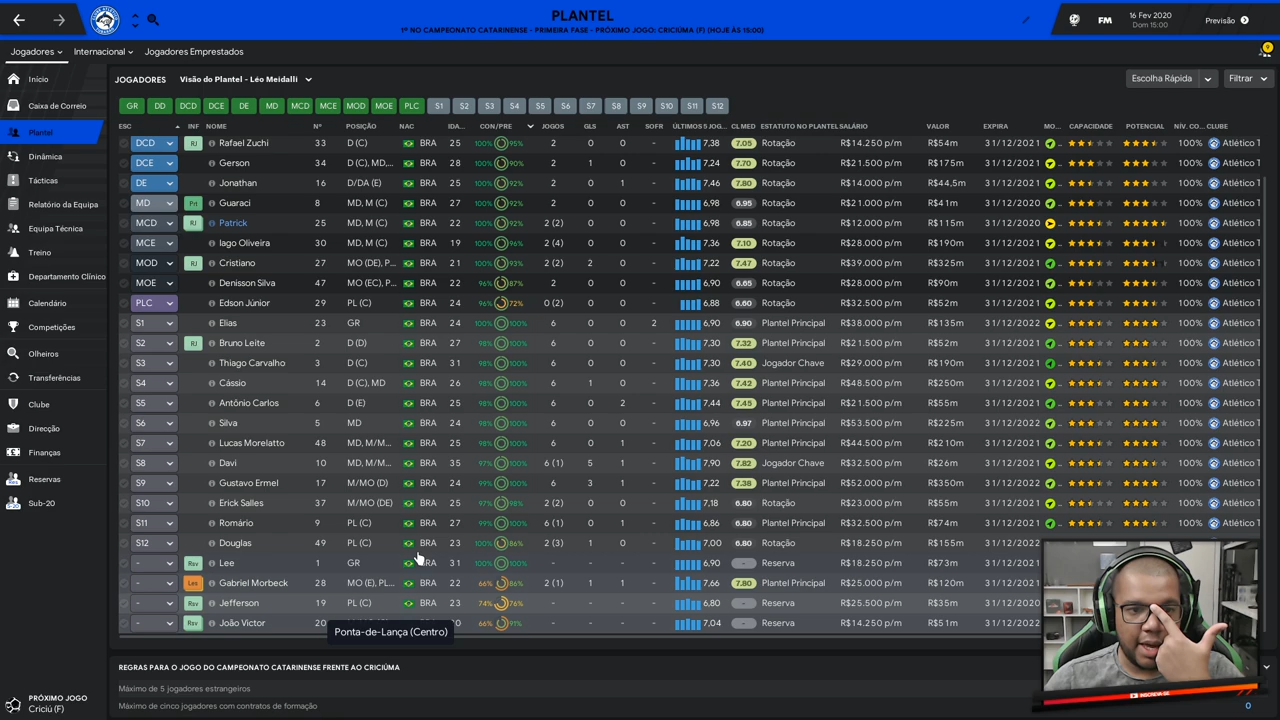 PLANTEL
1º NO CAMPEONATO CATARINENSE - PRIMEIRA FASE - PRÓXIMO JOGO: CRICIÚMA (F) (HOJE ÀS 15:00)
FM
16 Fev 2020
Dom 15:00
Previsão
Jogadores Internacional Jogadores Emprestados
Início
Caixa de Correio
Plantel
Dinâmica
Tácticas
Relatório da Equipa
Equipa Técnica
Treino
Departamento Clínico
Calendário
Competições
Olheiros
Transferências
Clube
Direcção
Finanças
Reservas
Sub-20
PRÓXIMO JOGO
Criciú (F)
JOGADORES Visão do Plantel - Léo Meidalli Escolha Rápida Filtrar
GR DD DCD DCE DE MD MCD MCE MOD MOE PLC S1 S2 S3 S4 S5 S6 S7 S8 S9 S10 S11 S12
ESC INF NOME Nº POSIÇÃO NAC IDA... CON/PRE JOGOS GLS AST SOFR ÚLTIMOS 5 JOG... CL MED ESTATUTO NO PLANTEL SALÁRIO VALOR EXPIRA MO... CAPACIDADE POTENCIAL NÍV. CO... CLUBE
DCD RJ Rafael Zuchi 33 D (C) BRA 28 100% 95% 2 0 0 - 7,38 7.05 Rotação R$14.250 p/m R$54m 31/12/2021 100% Atlético T
DCE Gerson 34 D (C), MD,... BRA 28 100% 90% 2 1 0 - 7,24 7.70 Rotação R$21.500 p/m R$175m 31/12/2021 100% Atlético T
DE Jonathan 16 D/DA (E) BRA 25 100% 92% 2 0 1 - 7,46 7.80 Rotação R$14.000 p/m R$44,5m 31/12/2021 100% Atlético T
MD Pri Guaraci 8 MD, M (C) BRA 27 100% 92% 2 0 0 - 6,98 6.95 Rotação R$21.000 p/m R$41m 31/12/2021 100% Atlético T
MCD RJ Patrick 25 MD, M (C) BRA 22 100% 92% 2 (2) 0 0 - 6,98 6.85 Rotação R$12.000 p/m R$115m 31/12/2021 100% Atlético T
MCE Iago Oliveira 30 MD, M (C) BRA 19 100% 96% 2 (4) 0 0 - 7,36 7.10 Rotação R$28.000 p/m R$190m 31/12/2021 100% Atlético T
MOD RJ Cristiano 27 MO (DE), P... BRA 21 100% 93% 2 (2) 2 0 - 7,22 7.47 Rotação R$39.000 p/m R$325m 31/12/2021 100% Atlético T
MOE Denisson Silva 47 MO (EC), P... BRA 22 96% 87% 2 0 0 - 6,90 6.65 Rotação R$28.000 p/m R$90m 31/12/2021 100% Atlético T
PLC Edson Júnior 29 PL (C) BRA 24 96% 72% 0 (2) 0 0 - 6,88 6.60 Rotação R$32.500 p/m R$52m 31/12/2021 100% Atlético T
S1 Elias 23 GR BRA 24 100% 100% 6 0 0 2 6,90 6.90 Plantel Principal R$38.000 p/m R$135m 31/12/2022 100% Atlético T
S2 RJ Bruno Leite 2 D (D) BRA 27 98% 100% 6 0 0 - 7,30 7.32 Plantel Principal R$21.500 p/m R$52m 31/12/2021 100% Atlético T
S3 Thiago Carvalho 3 D (C) BRA 31 98% 100% 6 0 0 - 7,30 7.40 Jogador Chave R$29.000 p/m R$190m 31/12/2021 100% Atlético T
S4 Cássio 14 D (C), MD BRA 26 98% 100% 6 1 0 - 7,36 7.42 Plantel Principal R$48.500 p/m R$250m 31/12/2021 100% Atlético T
S5 Antônio Carlos 6 D (E) BRA 25 98% 100% 6 0 2 - 7,44 7.45 Plantel Principal R$21.500 p/m R$155m 31/12/2021 100% Atlético T
S6 Silva 5 MD BRA 24 98% 100% 6 0 0 - 6,96 6.97 Plantel Principal R$53.500 p/m R$225m 31/12/2022 100% Atlético T
S7 Lucas Morelatto 48 MD, M/M... BRA 25 98% 100% 6 0 1 - 7,06 7.20 Plantel Principal R$44.500 p/m R$210m 31/12/2021 100% Atlético T
S8 Davi 10 MD, M/M... BRA 35 97% 100% 6 (1) 5 1 - 7,90 7.82 Jogador Chave R$32.500 p/m R$26m 31/12/2021 100% Atlético T
S9 Gustavo Ermel 17 M/MO (D) BRA 24 99% 100% 6 3 1 - 7,22 7.38 Plantel Principal R$52.000 p/m R$350m 31/12/2022 100% Atlético T
S10 Erick Salles 37 M/MO (DE) BRA 25 97% 98% 2 (2) 0 0 - 7,18 6.80 Rotação R$23.000 p/m R$115m 31/12/2021 100% Atlético T
S11 Romário 9 PL (C) BRA 27 99% 100% 6 (1) 0 1 - 6,86 6.80 Plantel Principal R$32.500 p/m R$74m 31/12/2021 100% Atlético T
S12 Douglas 49 PL (C) BRA 23 100% 86% 2 (3) 1 0 - 7,00 6.80 Rotação R$18.250 p/m R$155m
- Rsv Lee 1 GR BRA 31 100% 100% - - - - 6,90 - Reserva R$18.250 p/m R$73m
- Les Gabriel Morbeck 28 MO (E), PL... BRA 22 66% 86% 2 (1) 1 1 - 7,66 7.80 Plantel Principal R$25.000 p/m R$120m
- Rsv Jefferson 19 PL (C) BRA 23 74% 76% - - - - 6,80 - Reserva R$25.500 p/m R$35m
- Rsv João Victor 20 66% 91% - - - - 7,04 - Reserva R$14.250 p/m R$51m
Ponta-de-Lança (Centro)
REGRAS PARA O JOGO DO CAMPEONATO CATARINENSE FRENTE AO CRICIÚMA
Máximo de 5 jogadores estrangeiros
Máximo de cinco jogadores com contratos de formação
INSCREVA-SE
0